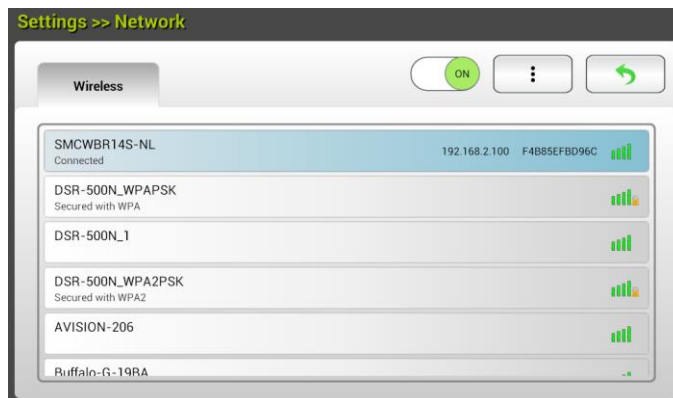 Settings >> Network
Wireless
ON
SMCWBR14S-NL
Connected
192.168.2.100 F4B85EFBD96C
DSR-500N_WPAPSK
Secured with WPA
DSR-500N_1
DSR-500N_WPA2PSK
Secured with WPA2
AVISION-206
Buffalo-G-19BA